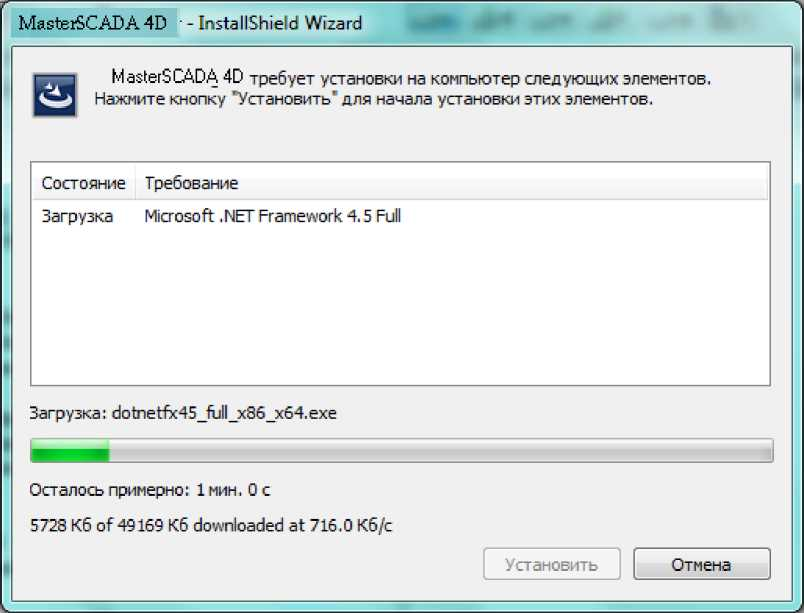 MasterSCADA 4D - InstallShield Wizard
MasterSCADA 4D требует установки на компьютер следующих элементов.
Нажмите кнопку "Установить" для начала установки этих элементов.
Состояние Требование
Загрузка Microsoft .NET Framework 4.5 Full
Загрузка: dotnetfx45_full_x86_x64.exe
Осталось примерно: 1 мин. 0 с
5728 Кб of 49169 Кб downloaded at 716.0 Кб/с
Установить Отмена